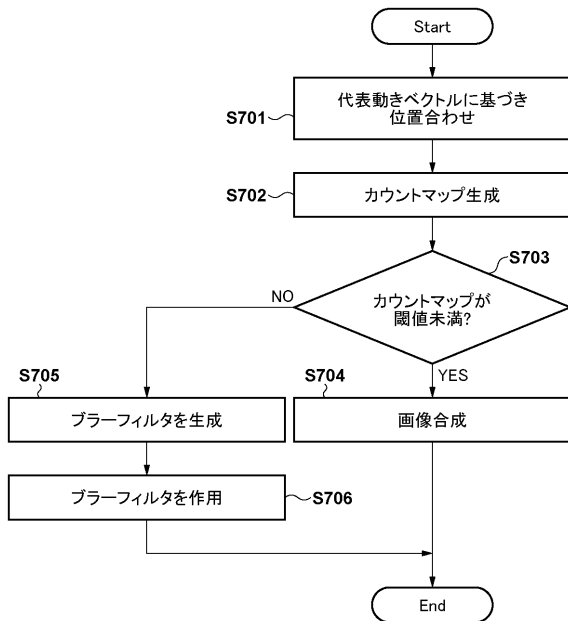 Start
S701
代表動きベクトルに基づき
位置合わせ
S702
カウントマップ生成
S703
カウントマップが
閾値未満?
NO
YES
S705
S704
ブラーフィルタを生成
画像合成
ブラーフィルタを作用
S706
End